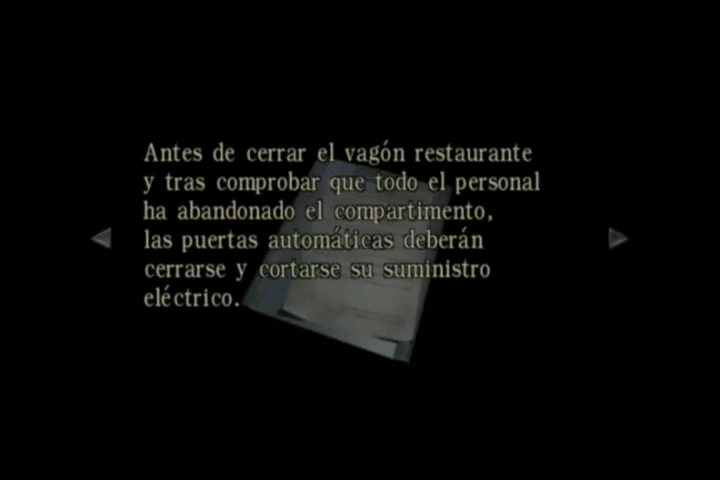 Antes de cerrar el vagón restaurante
y tras comprobar que todo el personal
ha abandonado el compartimento,
las puertas automáticas deberán
cerrarse y cortarse su suministro
eléctrico.